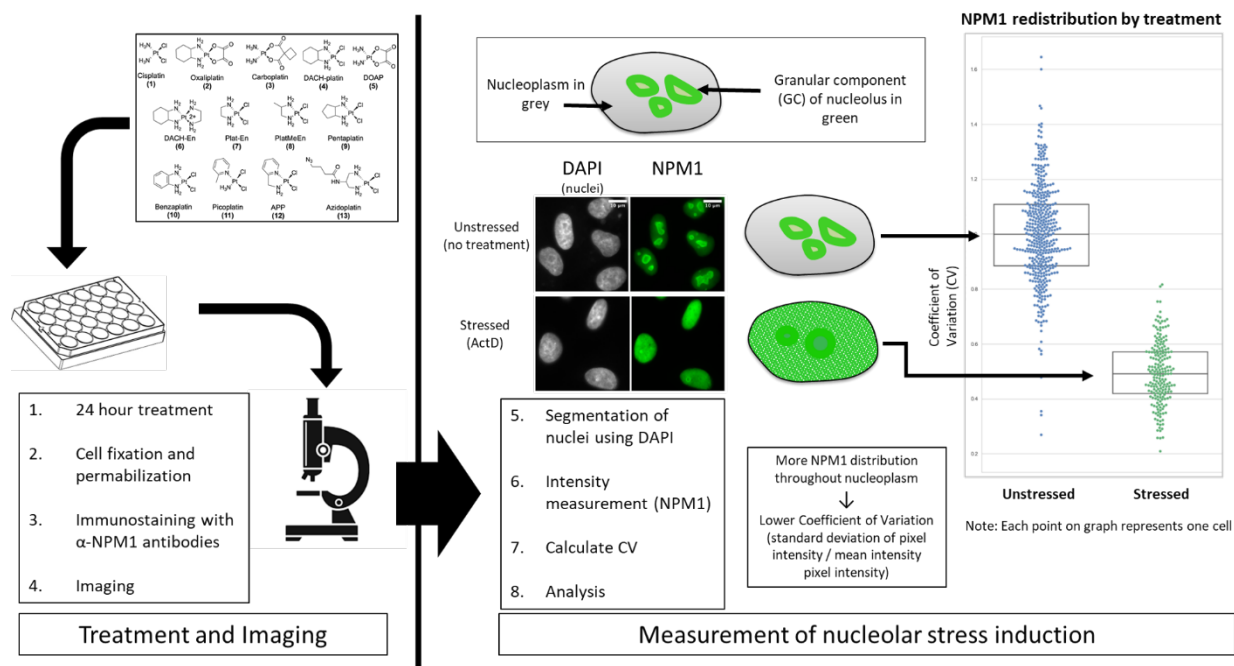 Cisplatin
(1)
Oxaliplatin
(2)
Carboplatin
(3)
DACH-platin
(4)
DOAP
(5)
DACH-En
(6)
Plat-En
(7)
PlatMeEn
(8)
Pentaplatin
(9)
Benzaplatin
(10)
Picoplatin
(11)
APP
(12)
Azidoplatin
(13)
1. 24 hour treatment
2. Cell fixation and
permabilization
3. Immunostaining with
α-NPM1 antibodies
4. Imaging
Treatment and Imaging
Nucleoplasm in
grey
Granular component
(GC) of nucleolus in
green
DAPI
(nuclei)
NPM1
Unstressed
(no treatment)
10 μm
10 μm
Stressed
(ActD)
5. Segmentation of
nuclei using DAPI
6. Intensity
measurement (NPM1)
7. Calculate CV
8. Analysis
More NPM1 distribution
throughout nucleoplasm
↓
Lower Coefficient of Variation
(standard deviation of pixel
intensity / mean intensity
pixel intensity)
NPM1 redistribution by treatment
Coefficient of
Variation (CV)
1.6
1.4
1.2
1.0
0.8
0.6
0.4
0.2
Unstressed
Stressed
Note: Each point on graph represents one cell
Measurement of nucleolar stress induction